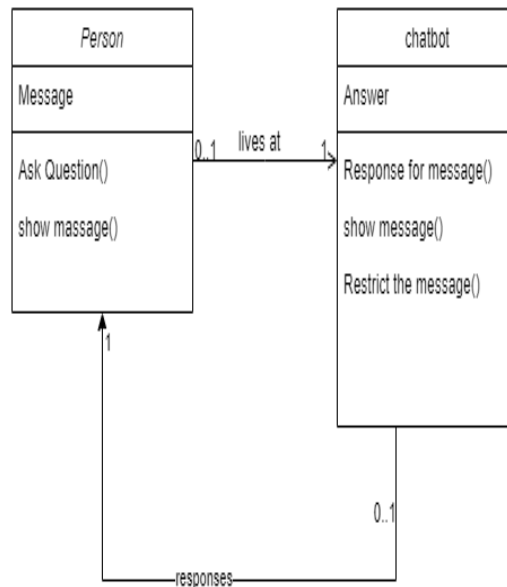 Person
Message
Ask Question()
show massage()
0..1
lives at
1
chatbot
Answer
Response for message()
show message()
Restrict the message()
1
0..1
responses